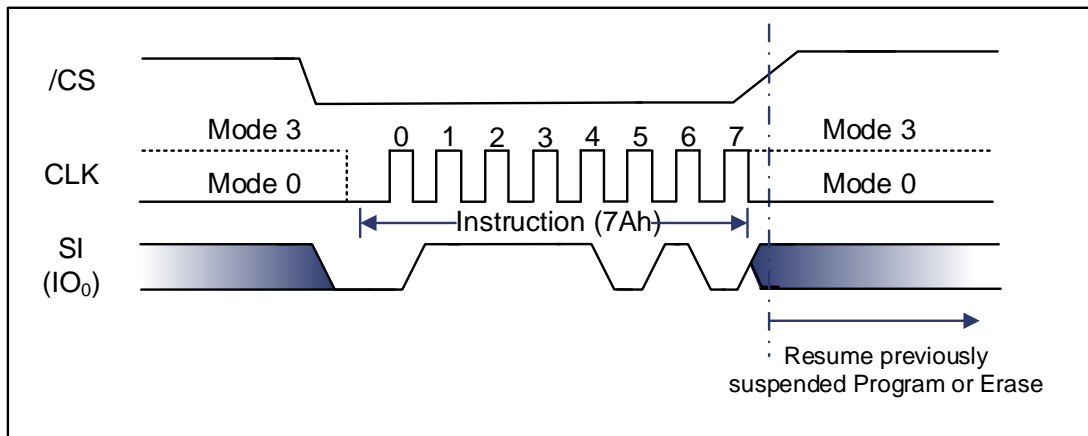 /CS
Mode 3
0 1 2 3 4 5 6 7
Mode 3
CLK
Mode 0
Mode 0
Instruction (7Ah)
SI
(IO₀)
Resume previously
suspended Program or Erase